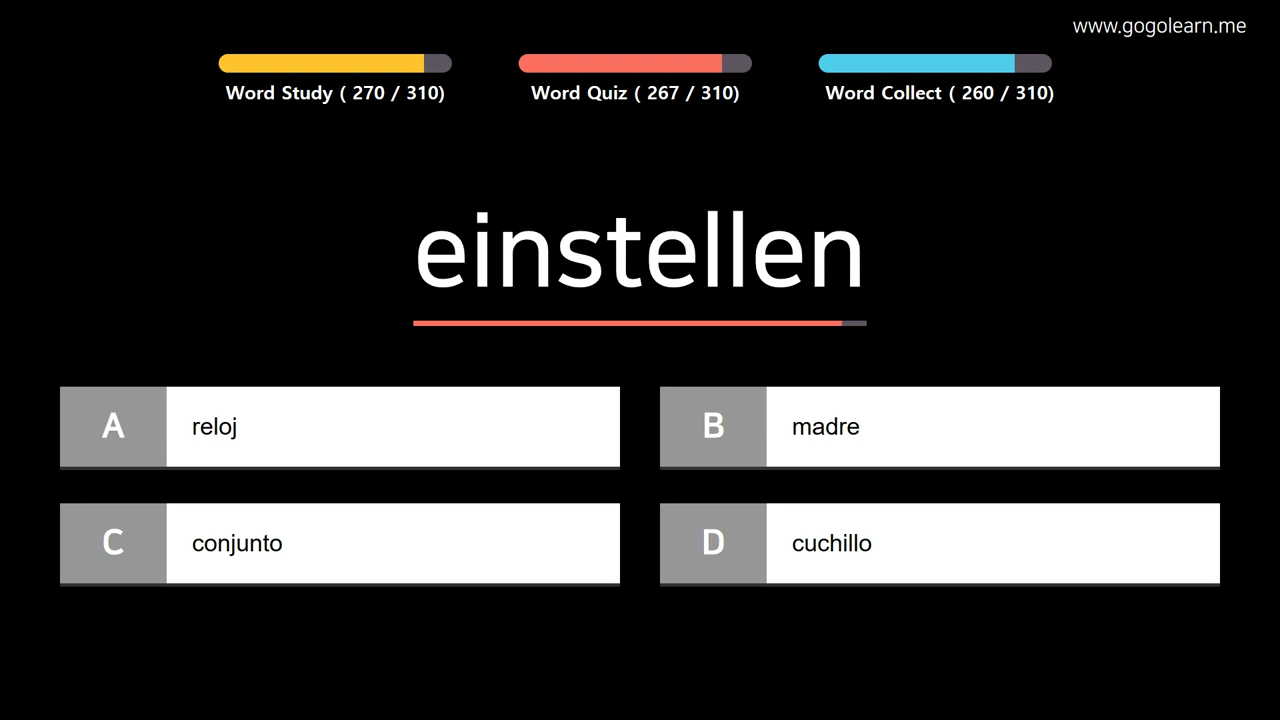 www.gogolearn.me
Word Study ( 270 / 310)
Word Quiz ( 267 / 310)
Word Collect ( 260 / 310)
einstellen
A
reloj
B
madre
C
conjunto
D
cuchillo